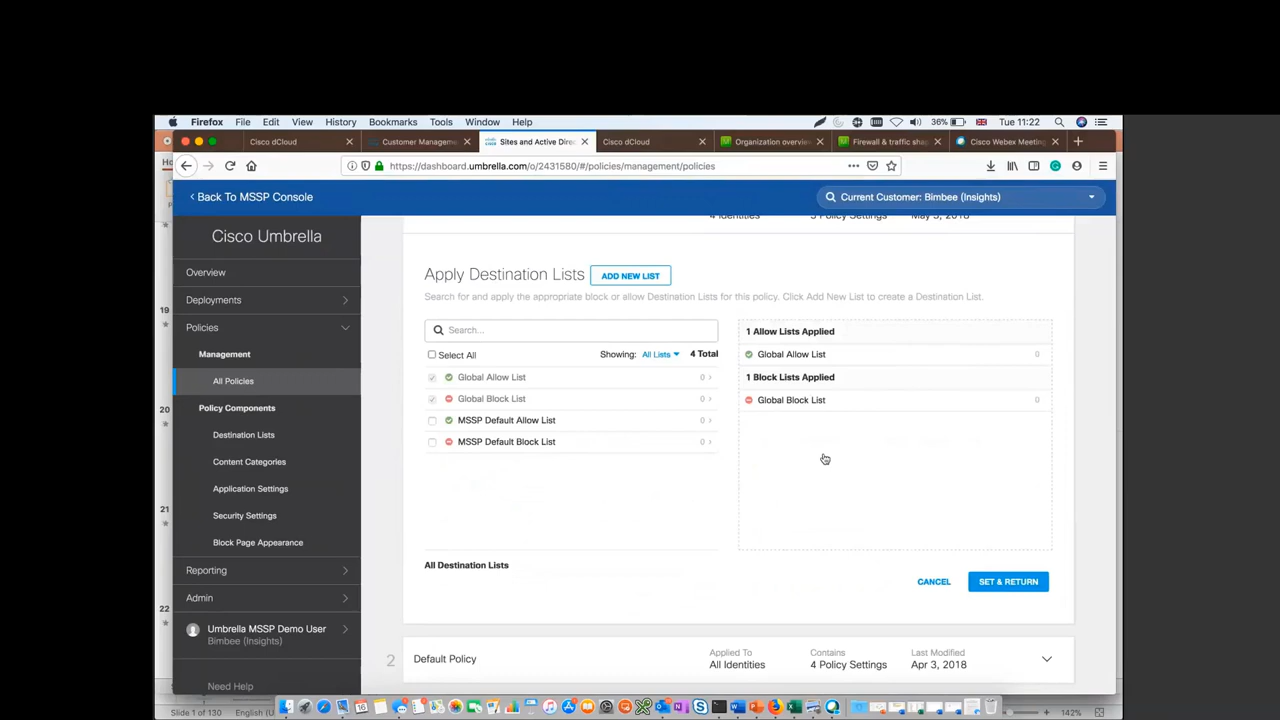 Firefox File Edit View History Bookmarks Tools Window Help 36% Tue 11:22
Cisco dCloud Customer Manageme Sites and Active Direc Cisco dCloud Organization overview Firewall & traffic shap Cisco Webex Meeting
https://dashboard.umbrella.com/o/2431580/#/policies/management/policies
Back To MSSP Console
Current Customer: Bimbee (Insights)
Cisco Umbrella
Overview
Deployments
Policies
Management
All Policies
Policy Components
Destination Lists
Content Categories
Application Settings
Security Settings
Block Page Appearance
Reporting
Admin
Umbrella MSSP Demo User
Bimbee (Insights)
Need Help
4 Identities
May 3, 2018
Apply Destination Lists ADD NEW LIST
Search for and apply the appropriate block or allow Destination Lists for this policy. Click Add New List to create a Destination List.
Search...
Select All Showing: All Lists 4 Total
Global Allow List 0
Global Block List 0
MSSP Default Allow List 0
MSSP Default Block List 0
All Destination Lists
1 Allow Lists Applied
Global Allow List 0
1 Block Lists Applied
Global Block List 0
CANCEL SET & RETURN
2 Default Policy
Applied To
All Identities
Contains
4 Policy Settings
Last Modified
Apr 3, 2018
19
20
21
22
Slide 1 of 130 English (U
142%